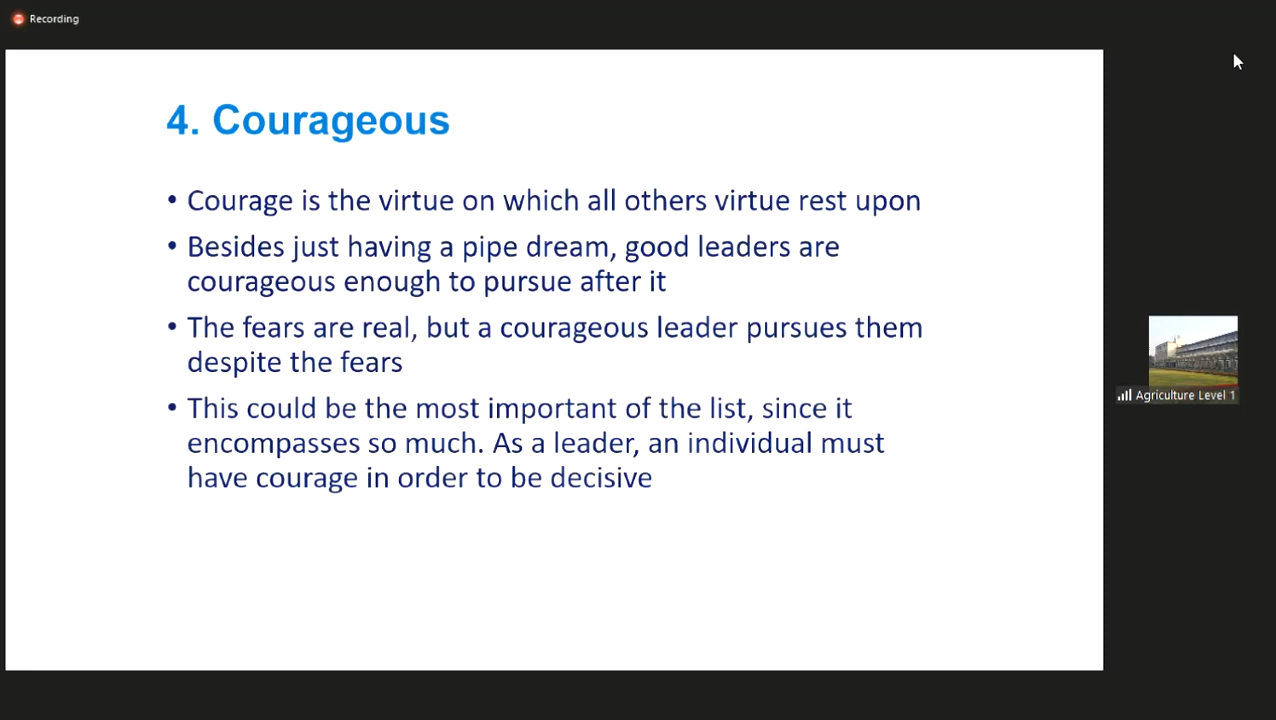 Recording
4. Courageous
• Courage is the virtue on which all others virtue rest upon
• Besides just having a pipe dream, good leaders are
courageous enough to pursue after it
• The fears are real, but a courageous leader pursues them
despite the fears
• This could be the most important of the list, since it
encompasses so much. As a leader, an individual must
have courage in order to be decisive
Agriculture Level 1